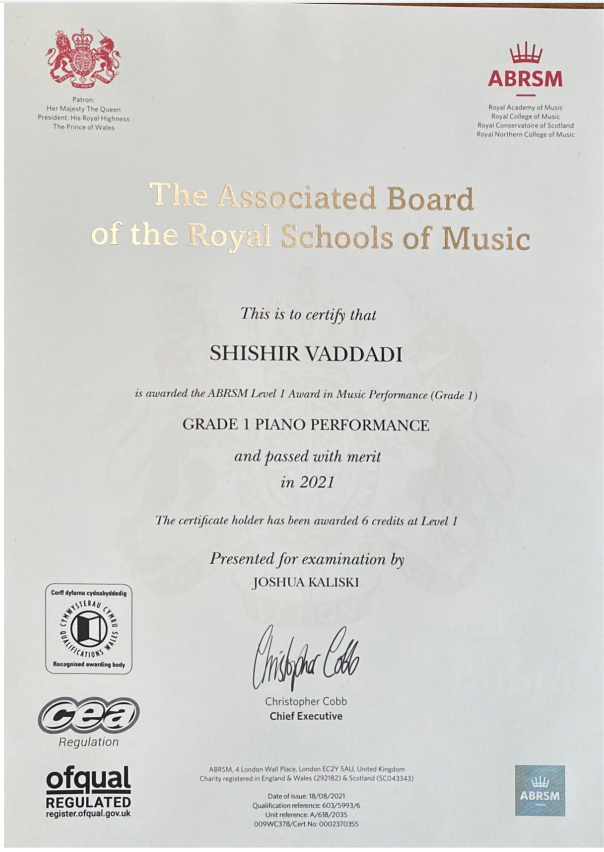 Patron:
Her Majesty The Queen
President: His Royal Highness
The Prince of Wales
ABRSM
Royal Academy of Music
Royal College of Music
Royal Conservatoire of Scotland
Royal Northern College of Music
The Associated Board
of the Royal Schools of Music
This is to certify that
SHISHIR VADDADI
is awarded the ABRSM Level 1 Award in Music Performance (Grade 1)
GRADE 1 PIANO PERFORMANCE
and passed with merit
in 2021
The certificate holder has been awarded 6 credits at Level 1
Presented for examination by
JOSHUA KALISKI
Corff dyfarnu cydnabyddedig
CYMWYSTERAU CYMRU
QUALIFICATIONS WALES
Recognised awarding body
Christopher Cobb
Christopher Cobb
Chief Executive
cea
Regulation
ofqual
REGULATED
register.ofqual.gov.uk
ABRSM, 4 London Wall Place, London EC2Y 5AU, United Kingdom
Charity registered in England & Wales (292182) & Scotland (SC043343)
Date of issue: 18/08/2021
Qualification reference: 603/5993/6
Unit reference: A/618/2035
009WC378/Cert No: 0002370355
ABRSM